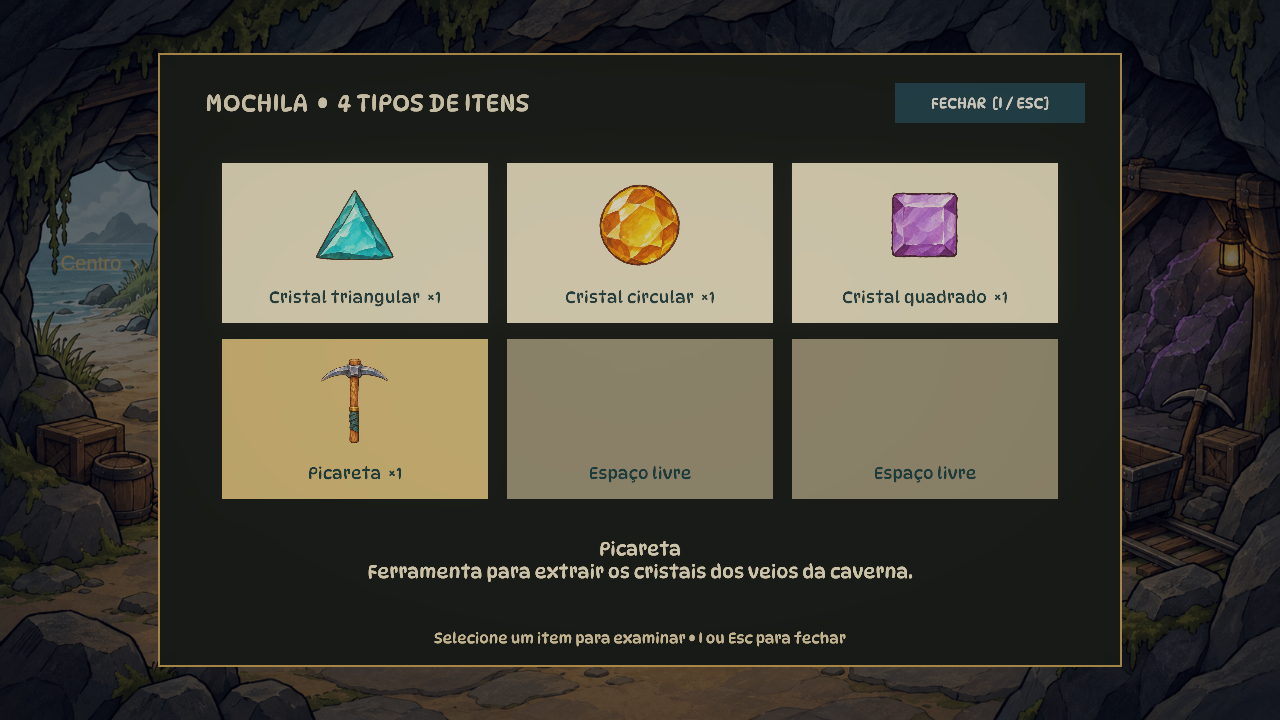 MOCHILA • 4 TIPOS DE ITENS
FECHAR [I / ESC]
Centro
Cristal triangular ×1
Cristal circular ×1
Cristal quadrado ×1
Picareta ×1
Espaço livre
Espaço livre
Picareta
Ferramenta para extrair os cristais dos veios da caverna.
Selecione um item para examinar • I ou Esc para fechar